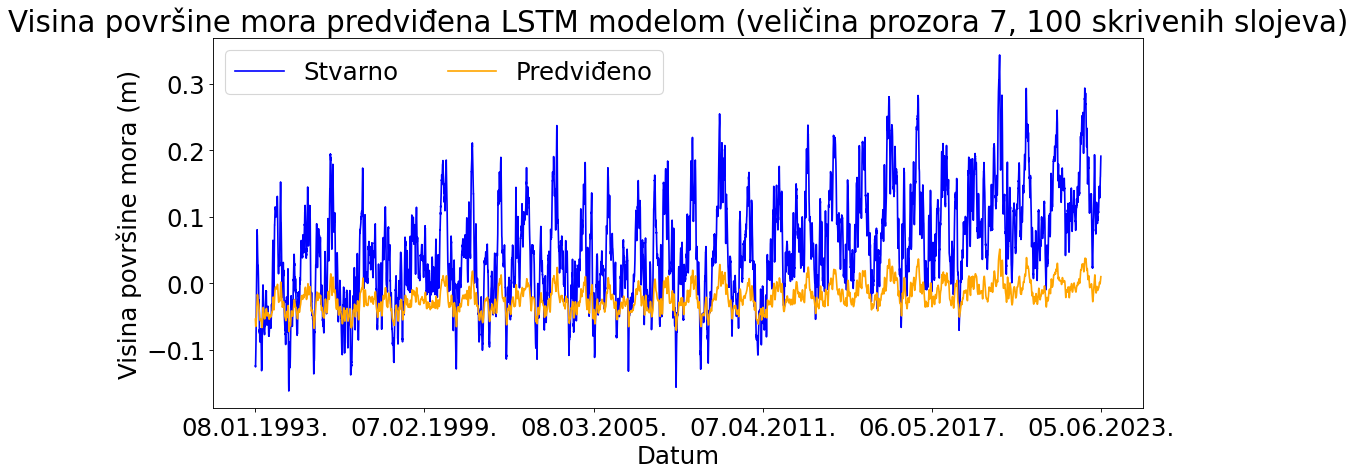 Visina površine mora predviđena LSTM modelom (veličina prozora 7, 100 skrivenih slojeva)
Stvarno Predviđeno
Visina površine mora (m)
0.3
0.2
0.1
0.0
−0.1
08.01.1993. 07.02.1999. 08.03.2005. 07.04.2011. 06.05.2017. 05.06.2023.
Datum